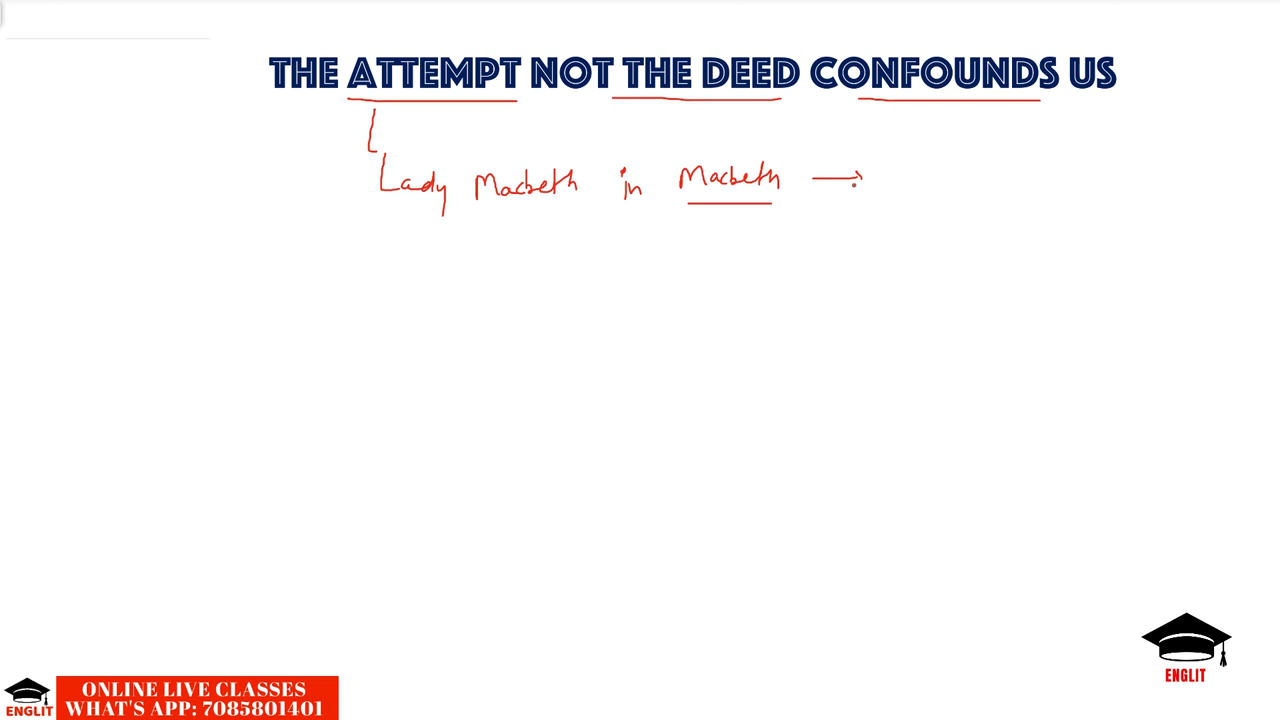 THE ATTEMPT NOT THE DEED CONFOUNDS US
Lady Macbeth in Macbeth →
ENGLIT
ENGLIT
ONLINE LIVE CLASSES
WHAT'S APP: 7085801401